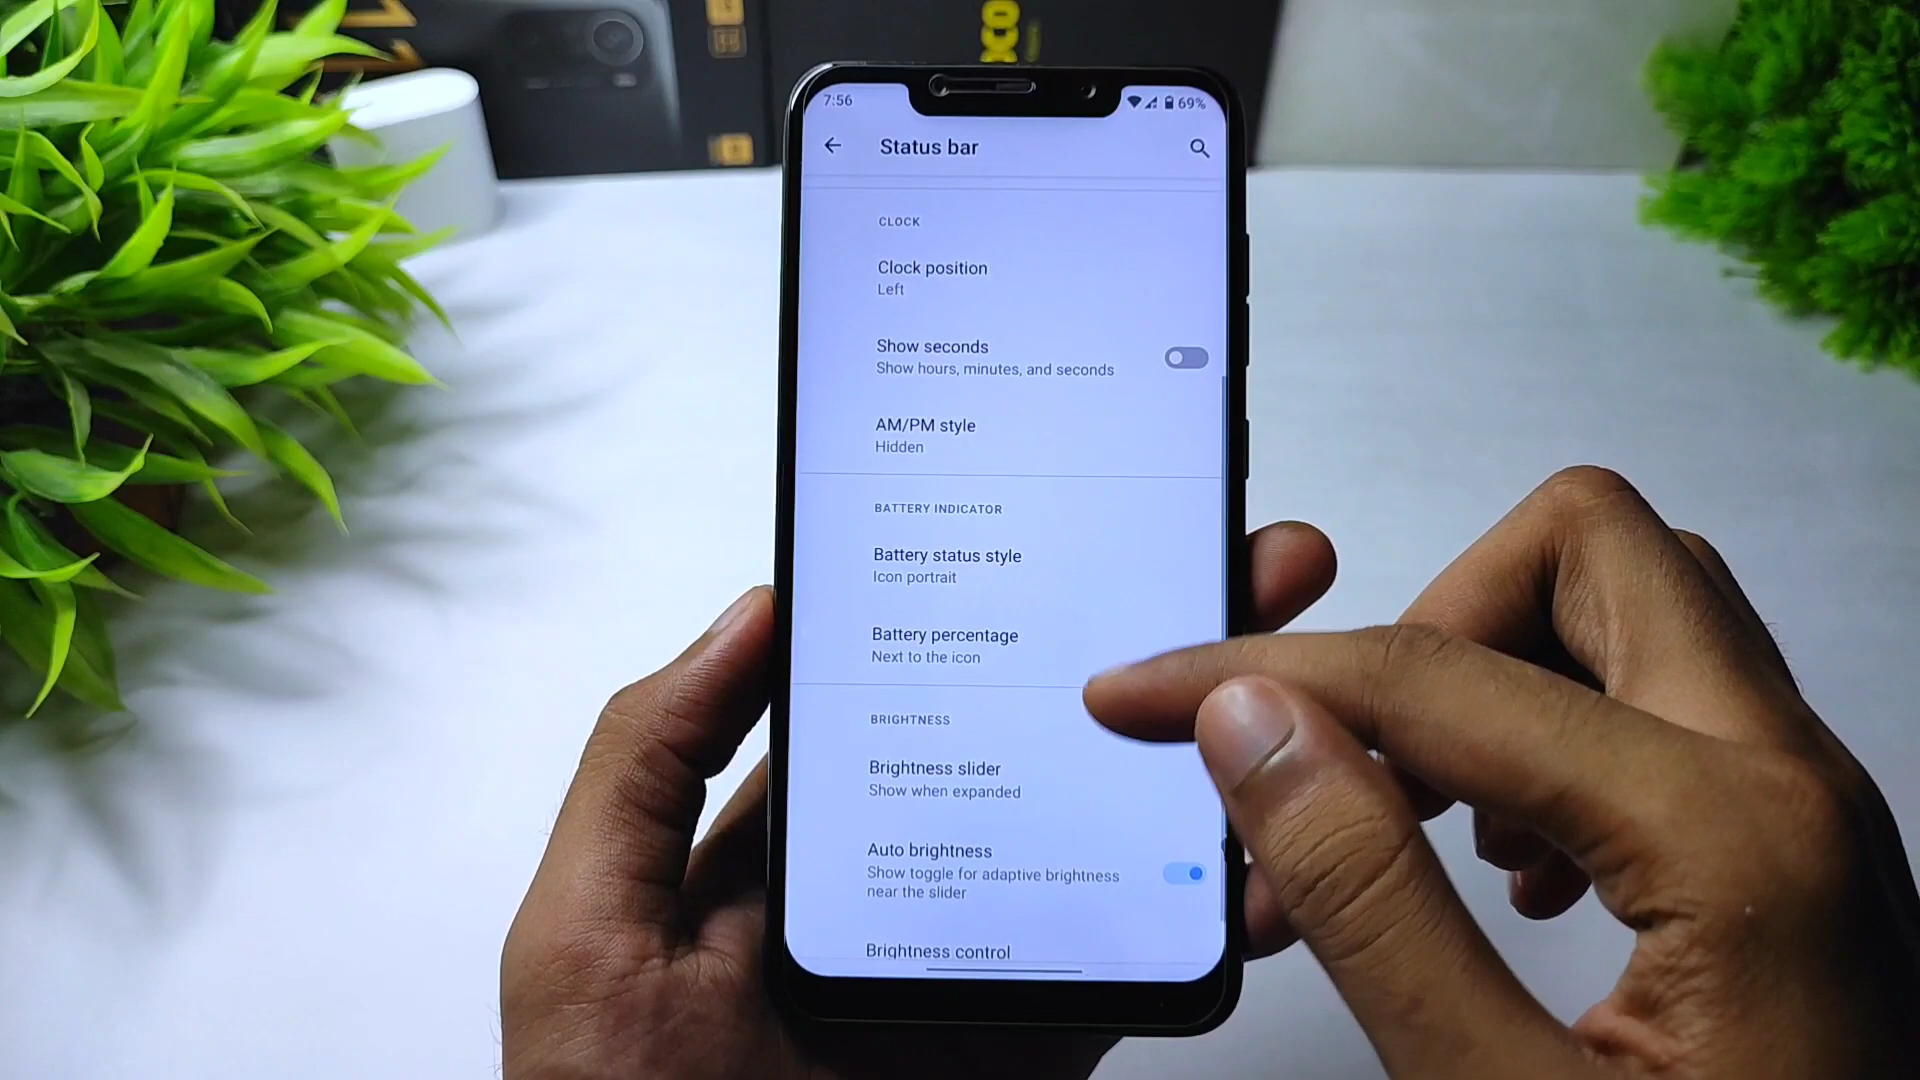 OCO
7:56
69%
Status bar
CLOCK
Clock position
Left
Show seconds
Show hours, minutes, and seconds
AM/PM style
Hidden
BATTERY INDICATOR
Battery status style
Icon portrait
Battery percentage
Next to the icon
BRIGHTNESS
Brightness slider
Show when expanded
Auto brightness
Show toggle for adaptive brightness
near the slider
Brightness control